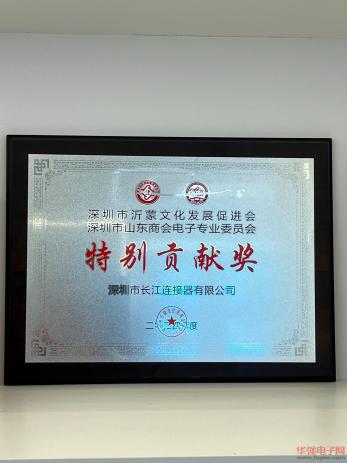 深圳市沂蒙文化发展促进会
深圳市山东商会电子专业委员会
特别贡献奖
深圳市长江连接器有限公司
华强电子网